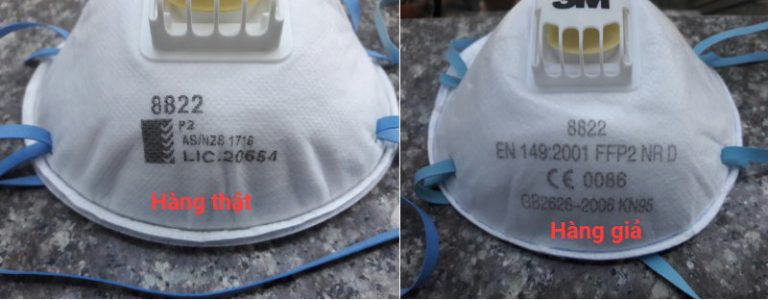 8822
P2
AS/NZS 1716
LIC.20654
Hàng thật
3M
8822
EN 149:2001 FFP2 NR D
CE 0086
GB2626-2006 KN95
Hàng giả